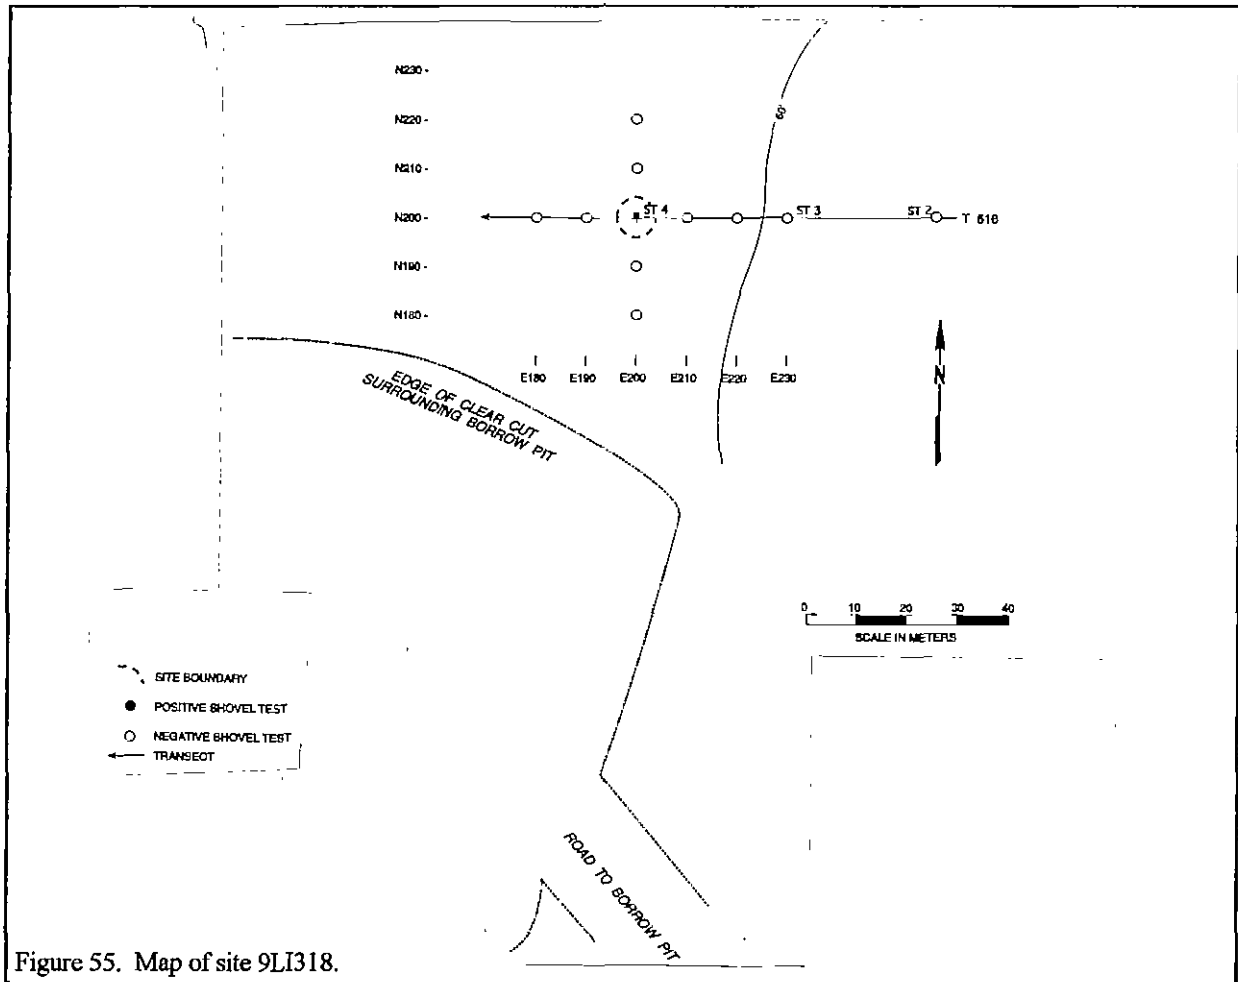 N230 -
N220 -
60'
N210 -
ST 4
ST 3
ST 2
N200 -
T 518
N190 -
N180 -
E180 E190 E200 E210 E220 E230
N
EDGE OF CLEAR CUT
SURROUNDING BORROW PIT
0 10 20 30 40
SCALE IN METERS
SITE BOUNDARY
POSITIVE SHOVEL TEST
NEGATIVE SHOVEL TEST
TRANSECT
ROAD TO BORROW PIT
Figure 55. Map of site 9LI318.